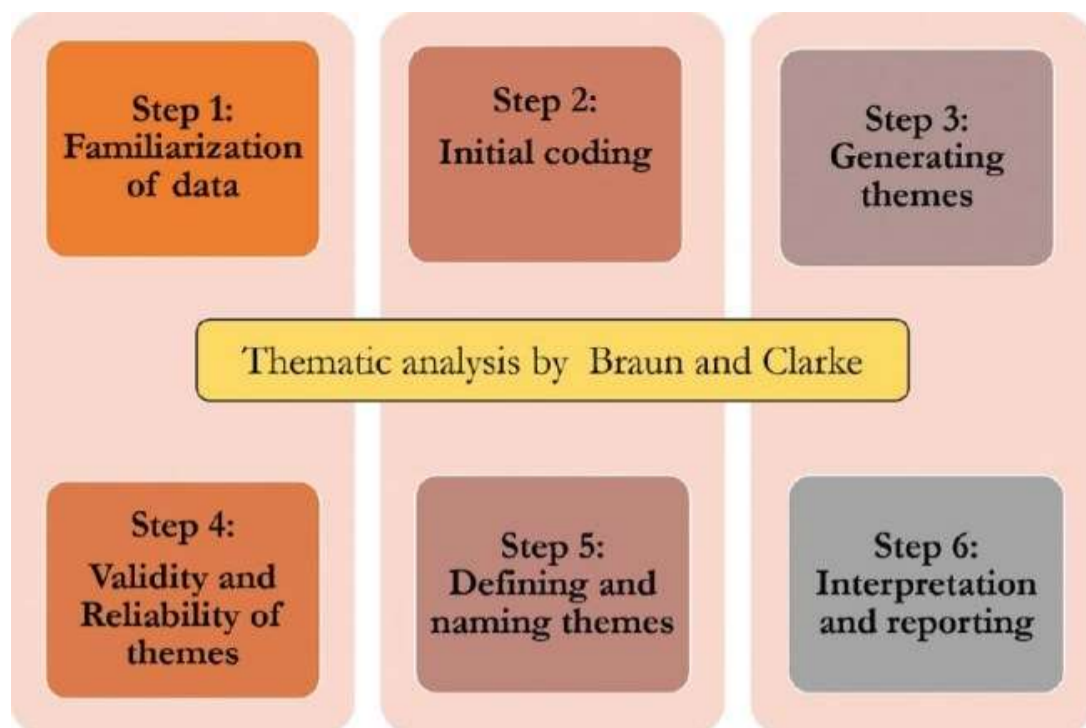 Step 1:
Familiarization
of data
Step 2:
Initial coding
Step 3:
Generating
themes
Thematic analysis by Braun and Clarke
Step 4:
Validity and
Reliability of
themes
Step 5:
Defining and
naming themes
Step 6:
Interpretation
and reporting